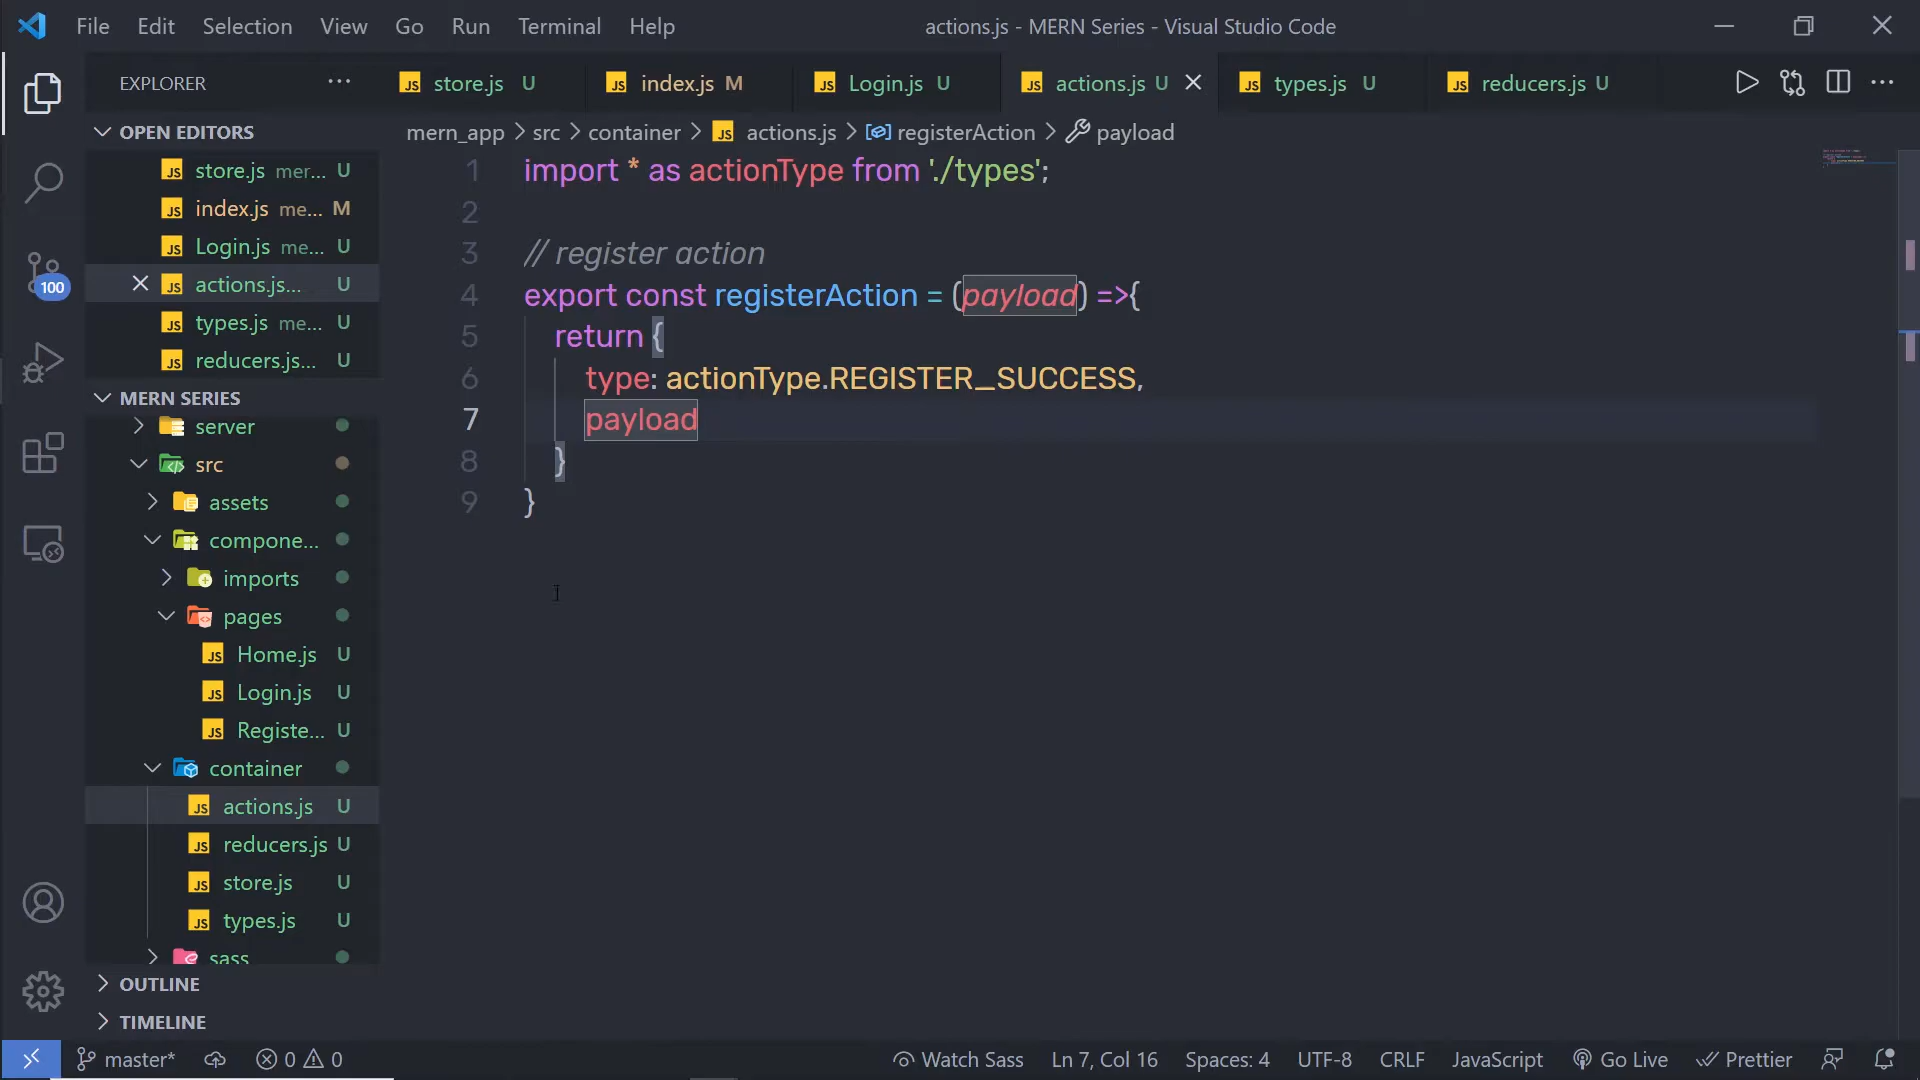 File Edit Selection View Go Run Terminal Help
actions.js - MERN Series - Visual Studio Code
EXPLORER
store.js U
index.js M
Login.js U
actions.js U
types.js U
reducers.js U
OPEN EDITORS
store.js mer... U
index.js me... M
Login.js me... U
actions.js... U
types.js me... U
reducers.js... U
MERN SERIES
server
src
assets
compone...
imports
pages
Home.js U
Login.js U
Registe... U
container
actions.js U
reducers.js U
store.js U
types.js U
sass
OUTLINE
TIMELINE
100
mern_app > src > container > JS actions.js > registerAction > payload
1 import * as actionType from './types';
2
3 // register action
4 export const registerAction = (payload) =>{
5 return {
6 type: actionType.REGISTER_SUCCESS,
7 payload
8 }
9 }
master* 0 0 Watch Sass Ln 7, Col 16 Spaces: 4 UTF-8 CRLF JavaScript Go Live Prettier